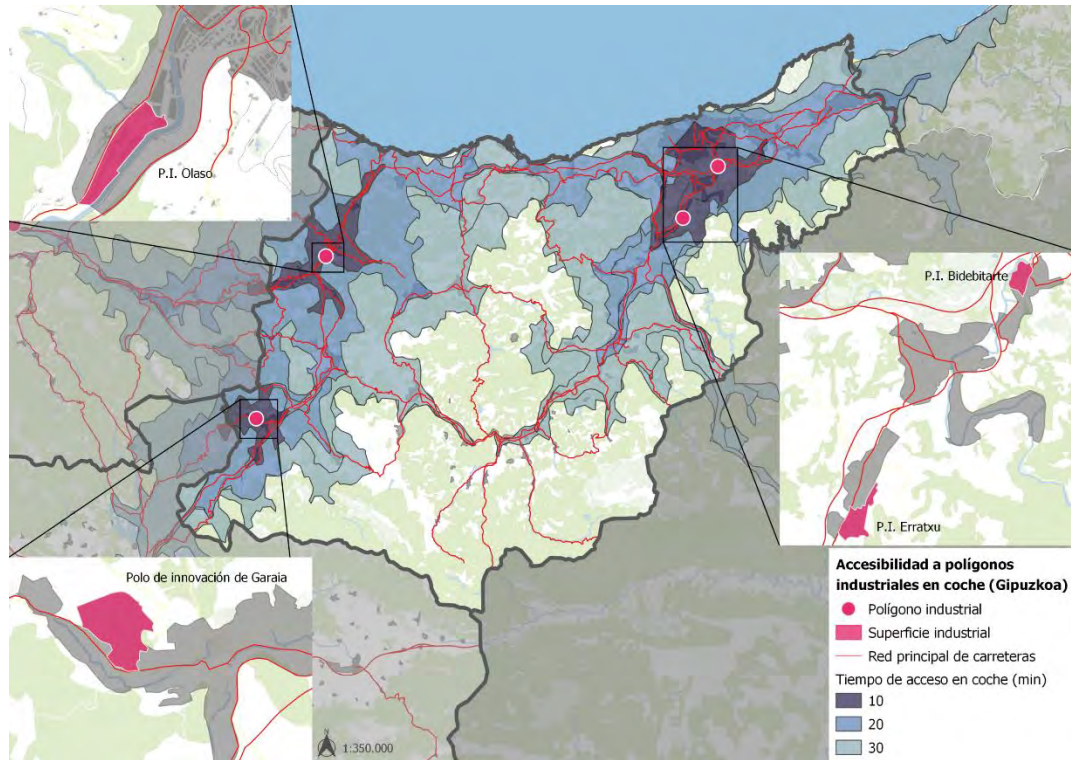 P.I. Olaso
P.I. Bidebitarte
P.I. Erratxu
Polo de innovación de Garaia
1:350.000
Accesibilidad a polígonos
industriales en coche (Gipuzkoa)
Polígono industrial
Superficie industrial
Red principal de carreteras
Tiempo de acceso en coche (min)
10
20
30